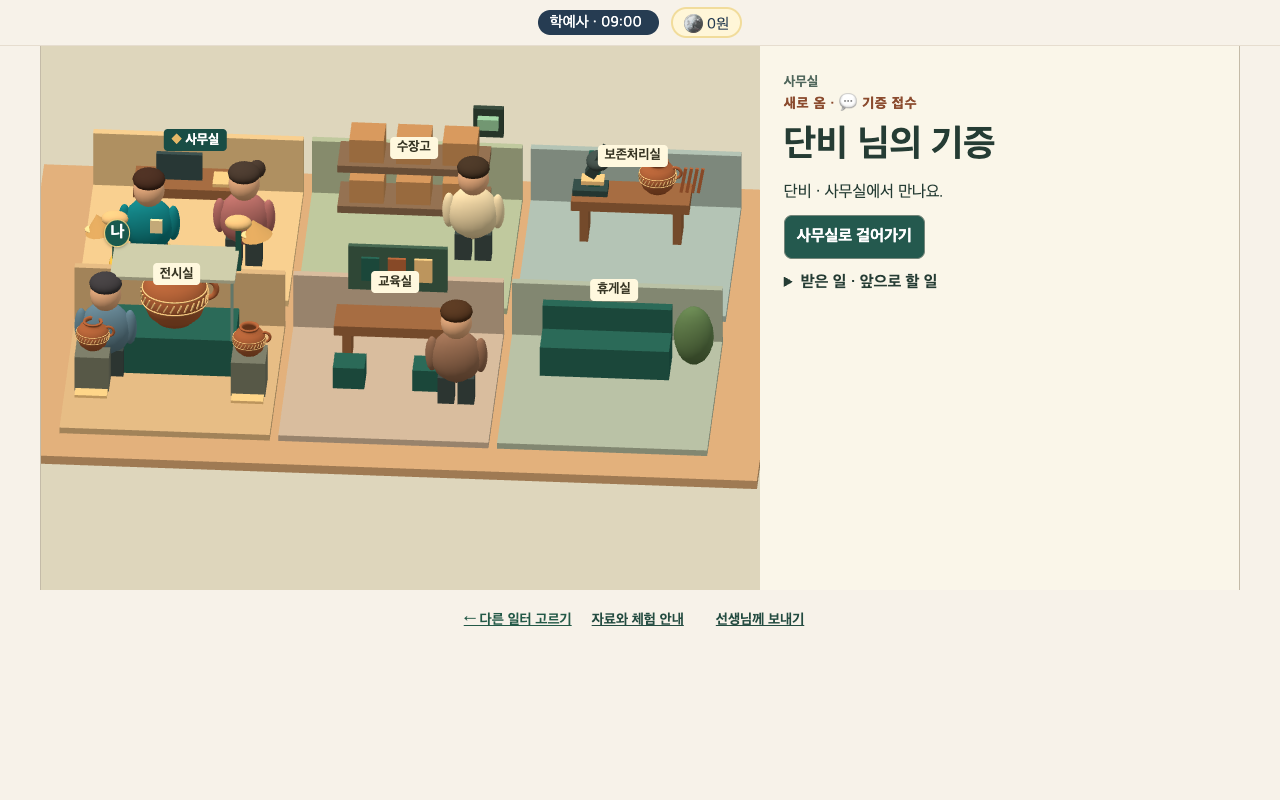 학예사 · 09:00
0원
사무실
수장고
보존처리실
나
전시실
교육실
휴게실
사무실
새로 옴 · 💬 기증 접수
단비 님의 기증
단비 · 사무실에서 만나요.
사무실로 걸어가기
▶ 받은 일 · 앞으로 할 일
← 다른 일터 고르기
자료와 체험 안내
선생님께 보내기